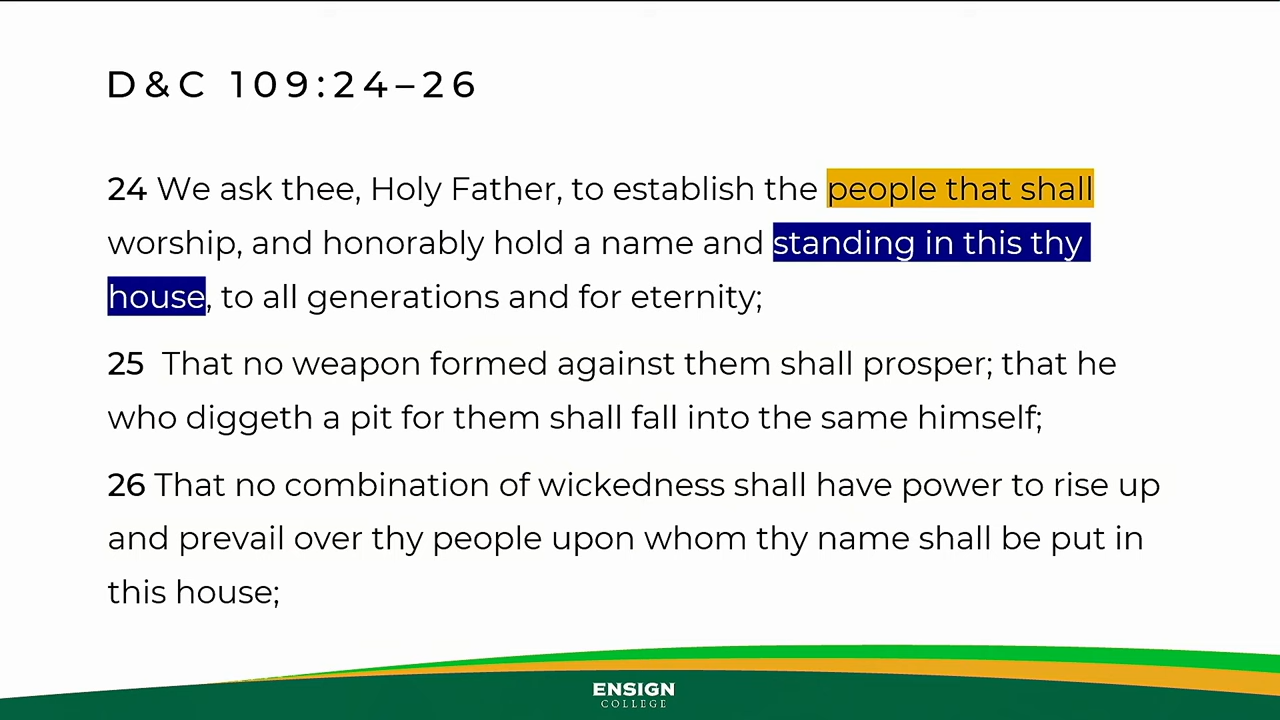 D&C 109:24–26
24 We ask thee, Holy Father, to establish the people that shall
worship, and honorably hold a name and standing in this thy
house, to all generations and for eternity;
25 That no weapon formed against them shall prosper; that he
who diggeth a pit for them shall fall into the same himself;
26 That no combination of wickedness shall have power to rise up
and prevail over thy people upon whom thy name shall be put in
this house;
ENSIGN
COLLEGE